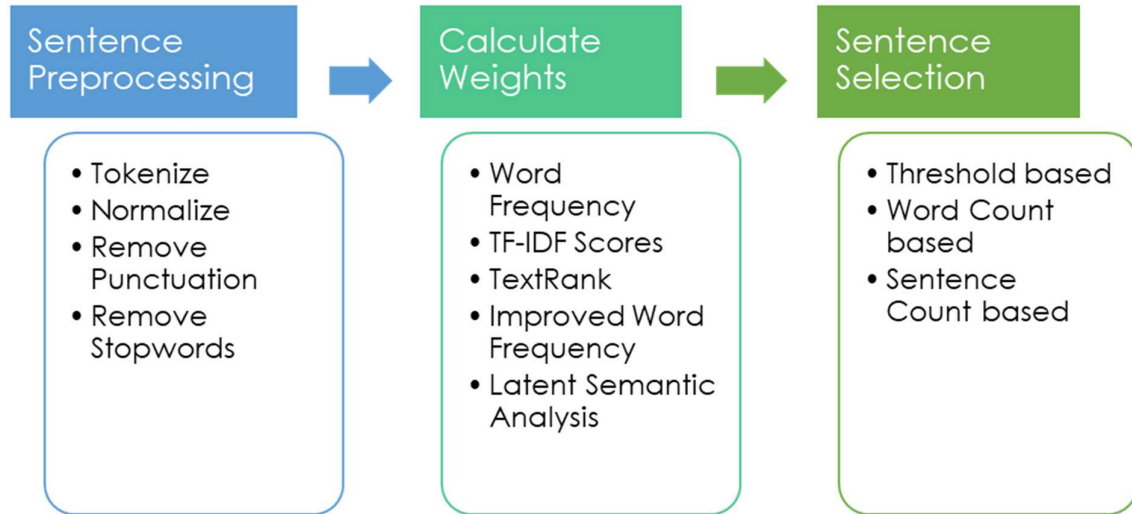 Sentence
Preprocessing
• Tokenize
• Normalize
• Remove
Punctuation
• Remove
Stopwords
Calculate
Weights
• Word
Frequency
• TF-IDF Scores
• TextRank
• Improved Word
Frequency
• Latent Semantic
Analysis
Sentence
Selection
• Threshold based
• Word Count
based
• Sentence
Count based